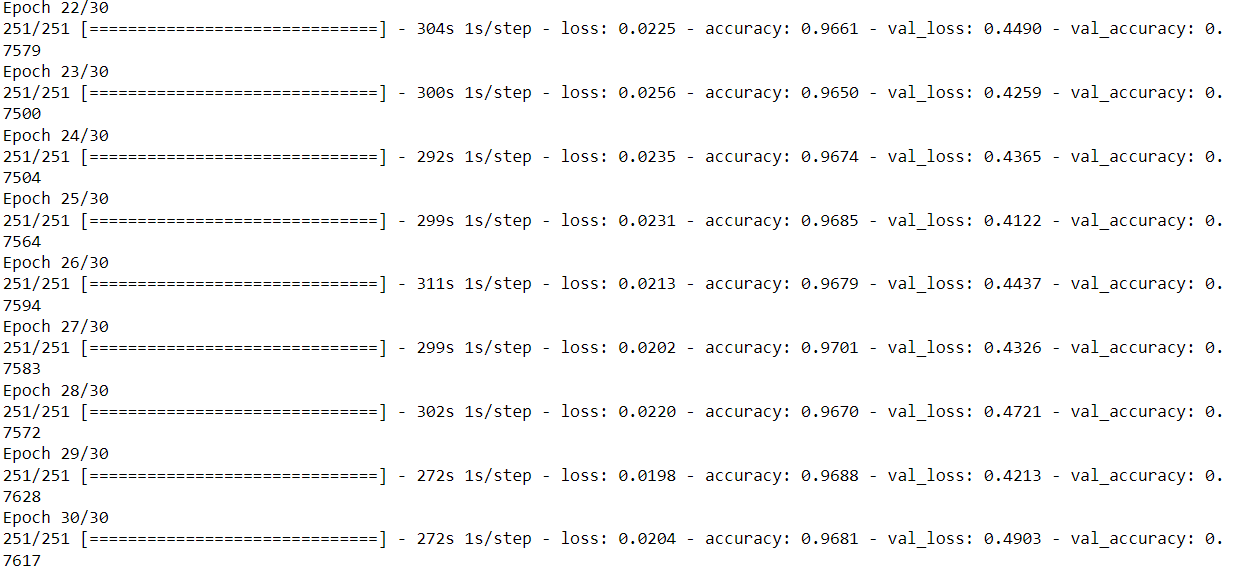 Epoch 22/30
251/251 [==============================] - 304s 1s/step - loss: 0.0225 - accuracy: 0.9661 - val_loss: 0.4490 - val_accuracy: 0.
7579
Epoch 23/30
251/251 [==============================] - 300s 1s/step - loss: 0.0256 - accuracy: 0.9650 - val_loss: 0.4259 - val_accuracy: 0.
7500
Epoch 24/30
251/251 [==============================] - 292s 1s/step - loss: 0.0235 - accuracy: 0.9674 - val_loss: 0.4365 - val_accuracy: 0.
7504
Epoch 25/30
251/251 [==============================] - 299s 1s/step - loss: 0.0231 - accuracy: 0.9685 - val_loss: 0.4122 - val_accuracy: 0.
7564
Epoch 26/30
251/251 [==============================] - 311s 1s/step - loss: 0.0213 - accuracy: 0.9679 - val_loss: 0.4437 - val_accuracy: 0.
7594
Epoch 27/30
251/251 [==============================] - 299s 1s/step - loss: 0.0202 - accuracy: 0.9701 - val_loss: 0.4326 - val_accuracy: 0.
7583
Epoch 28/30
251/251 [==============================] - 302s 1s/step - loss: 0.0220 - accuracy: 0.9670 - val_loss: 0.4721 - val_accuracy: 0.
7572
Epoch 29/30
251/251 [==============================] - 272s 1s/step - loss: 0.0198 - accuracy: 0.9688 - val_loss: 0.4213 - val_accuracy: 0.
7628
Epoch 30/30
251/251 [==============================] - 272s 1s/step - loss: 0.0204 - accuracy: 0.9681 - val_loss: 0.4903 - val_accuracy: 0.
7617